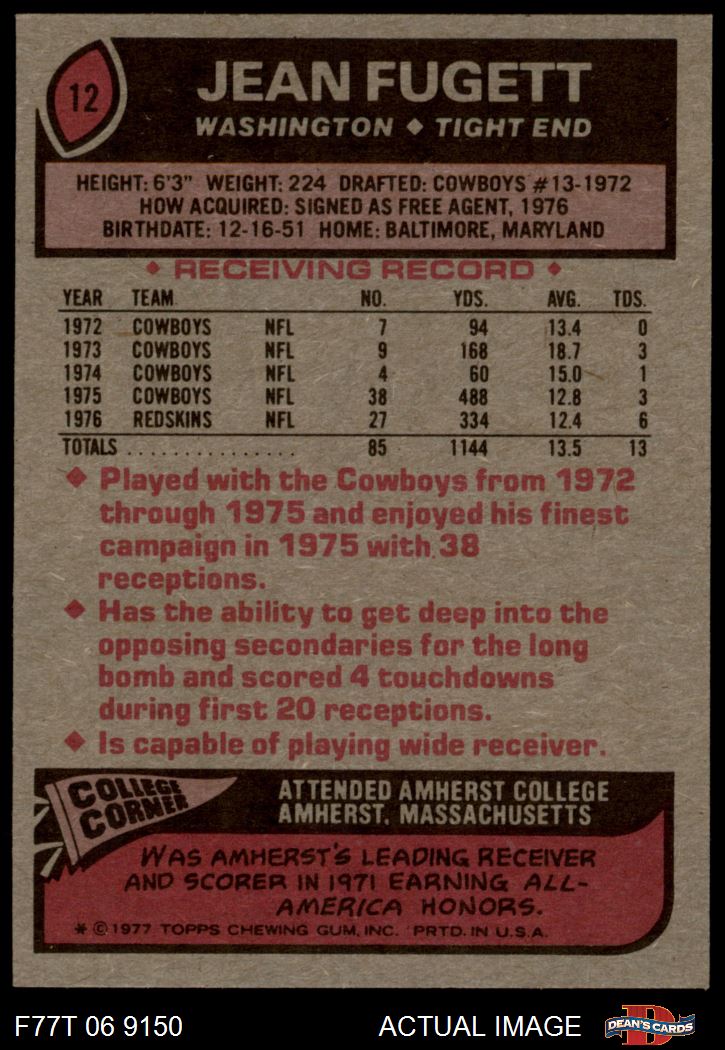 12
JEAN FUGETT
WASHINGTON ◆ TIGHT END
HEIGHT: 6'3" WEIGHT: 224 DRAFTED: COWBOYS #13-1972
HOW ACQUIRED: SIGNED AS FREE AGENT, 1976
BIRTHDATE: 12-16-51 HOME: BALTIMORE, MARYLAND
◆ RECEIVING RECORD ◆
YEAR TEAM NO. YDS. AVG. TDS.
1972 COWBOYS NFL 7 94 13.4 0
1973 COWBOYS NFL 9 168 18.7 3
1974 COWBOYS NFL 4 60 15.0 1
1975 COWBOYS NFL 38 488 12.8 3
1976 REDSKINS NFL 27 334 12.4 6
TOTALS . . . . . . . . . . . . . . . 85 1144 13.5 13
◆ Played with the Cowboys from 1972
through 1975 and enjoyed his finest
campaign in 1975 with 38
receptions.
◆ Has the ability to get deep into the
opposing secondaries for the long
bomb and scored 4 touchdowns
during first 20 receptions.
◆ Is capable of playing wide receiver.
COLLEGE
CORNER
ATTENDED AMHERST COLLEGE
AMHERST, MASSACHUSETTS
WAS AMHERST'S LEADING RECEIVER
AND SCORER IN 1971 EARNING ALL-
AMERICA HONORS.
* © 1977 TOPPS CHEWING GUM, INC. PRTD. IN U.S.A.
F77T 06 9150
ACTUAL IMAGE
D
DEAN'S CARDS